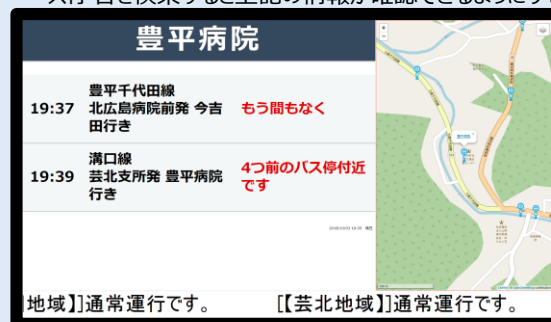 豊平病院
19:37
豊平千代田線
北広島病院前発 今吉
田行き
もう間もなく
19:39
溝口線
芸北支所発 豊平病院
行き
4つ前のバス停付近
です
地域】]通常運行です。 [【芸北地域】]通常運行です。